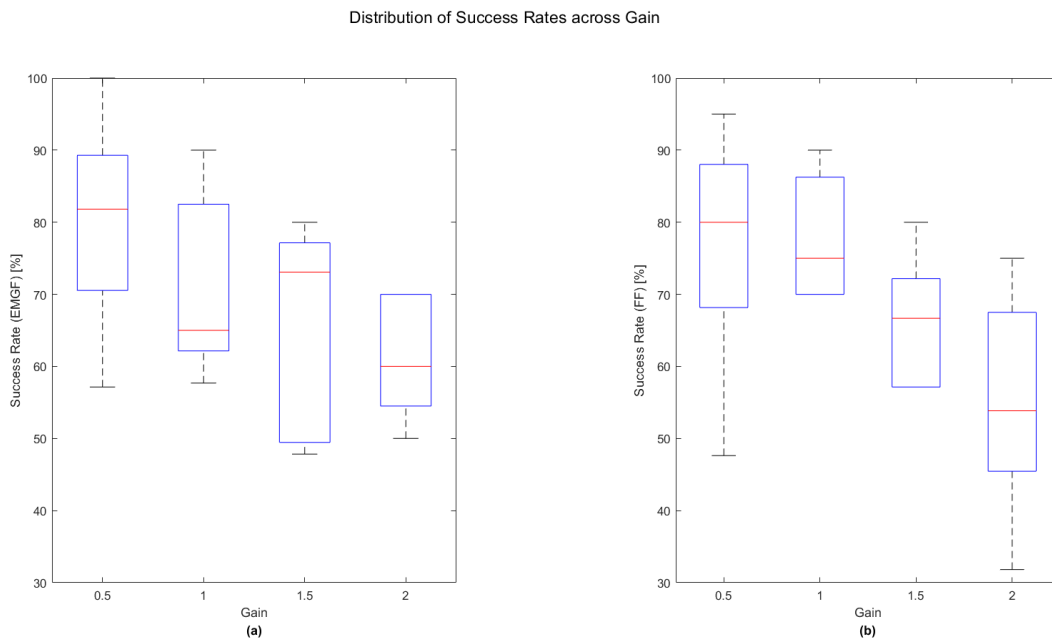 Distribution of Success Rates across Gain
Success Rate (EMGF) [%]
100
90
80
70
60
50
40
30
0.5 1 1.5 2
Gain
(a)
Success Rate (FF) [%]
100
90
80
70
60
50
40
30
0.5 1 1.5 2
Gain
(b)